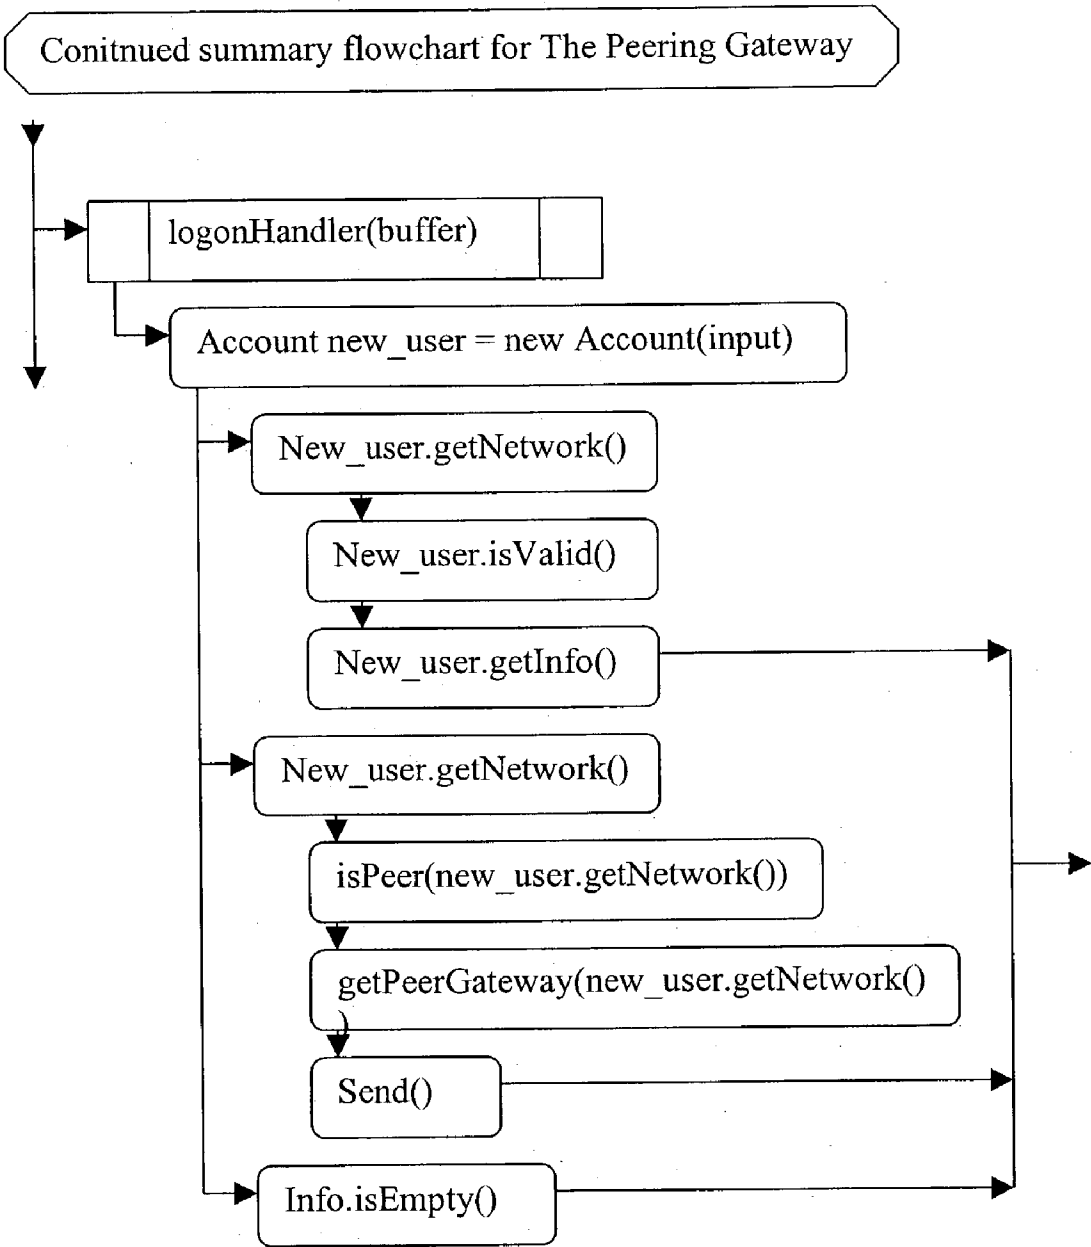 Conitnued summary flowchart for The Peering Gateway
logonHandler(buffer)
Account new_user = new Account(input)
New_user.getNetwork()
New_user.isValid()
New_user.getInfo()
New_user.getNetwork()
isPeer(new_user.getNetwork())
getPeerGateway(new_user.getNetwork()
)
Send()
Info.isEmpty()